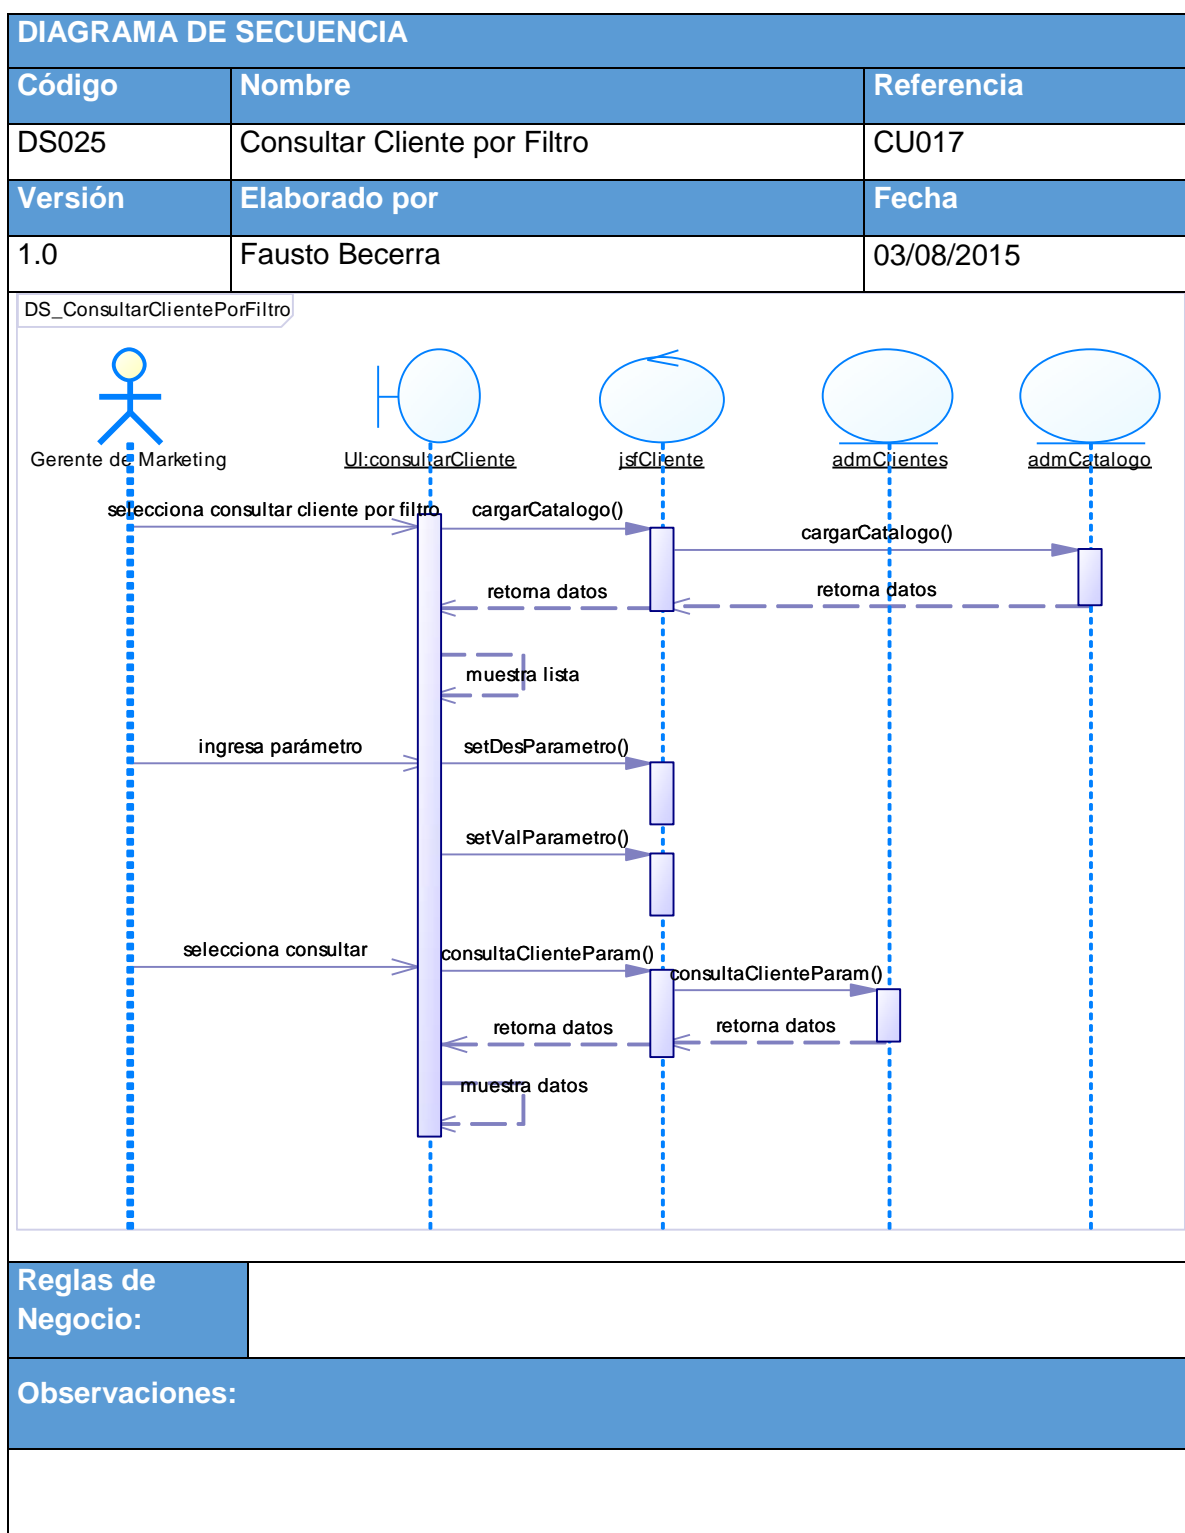 DIAGRAMA DE SECUENCIA
Código Nombre Referencia
DS025 Consultar Cliente por Filtro CU017
Versión Elaborado por Fecha
1.0 Fausto Becerra 03/08/2015
DS_ConsultarClientePorFiltro
Gerente de Marketing UI:consultarCliente jsfCliente admClientes admCatalogo
selecciona consultar cliente por filtro cargarCatalogo()
cargarCatalogo()
retorna datos retorna datos
muestra lista
ingresa parámetro setDesParametro()
setValParametro()
selecciona consultar consultaClienteParam()
consultaClienteParam()
retorna datos retorna datos
muestra datos
Reglas de
Negocio:
Observaciones: